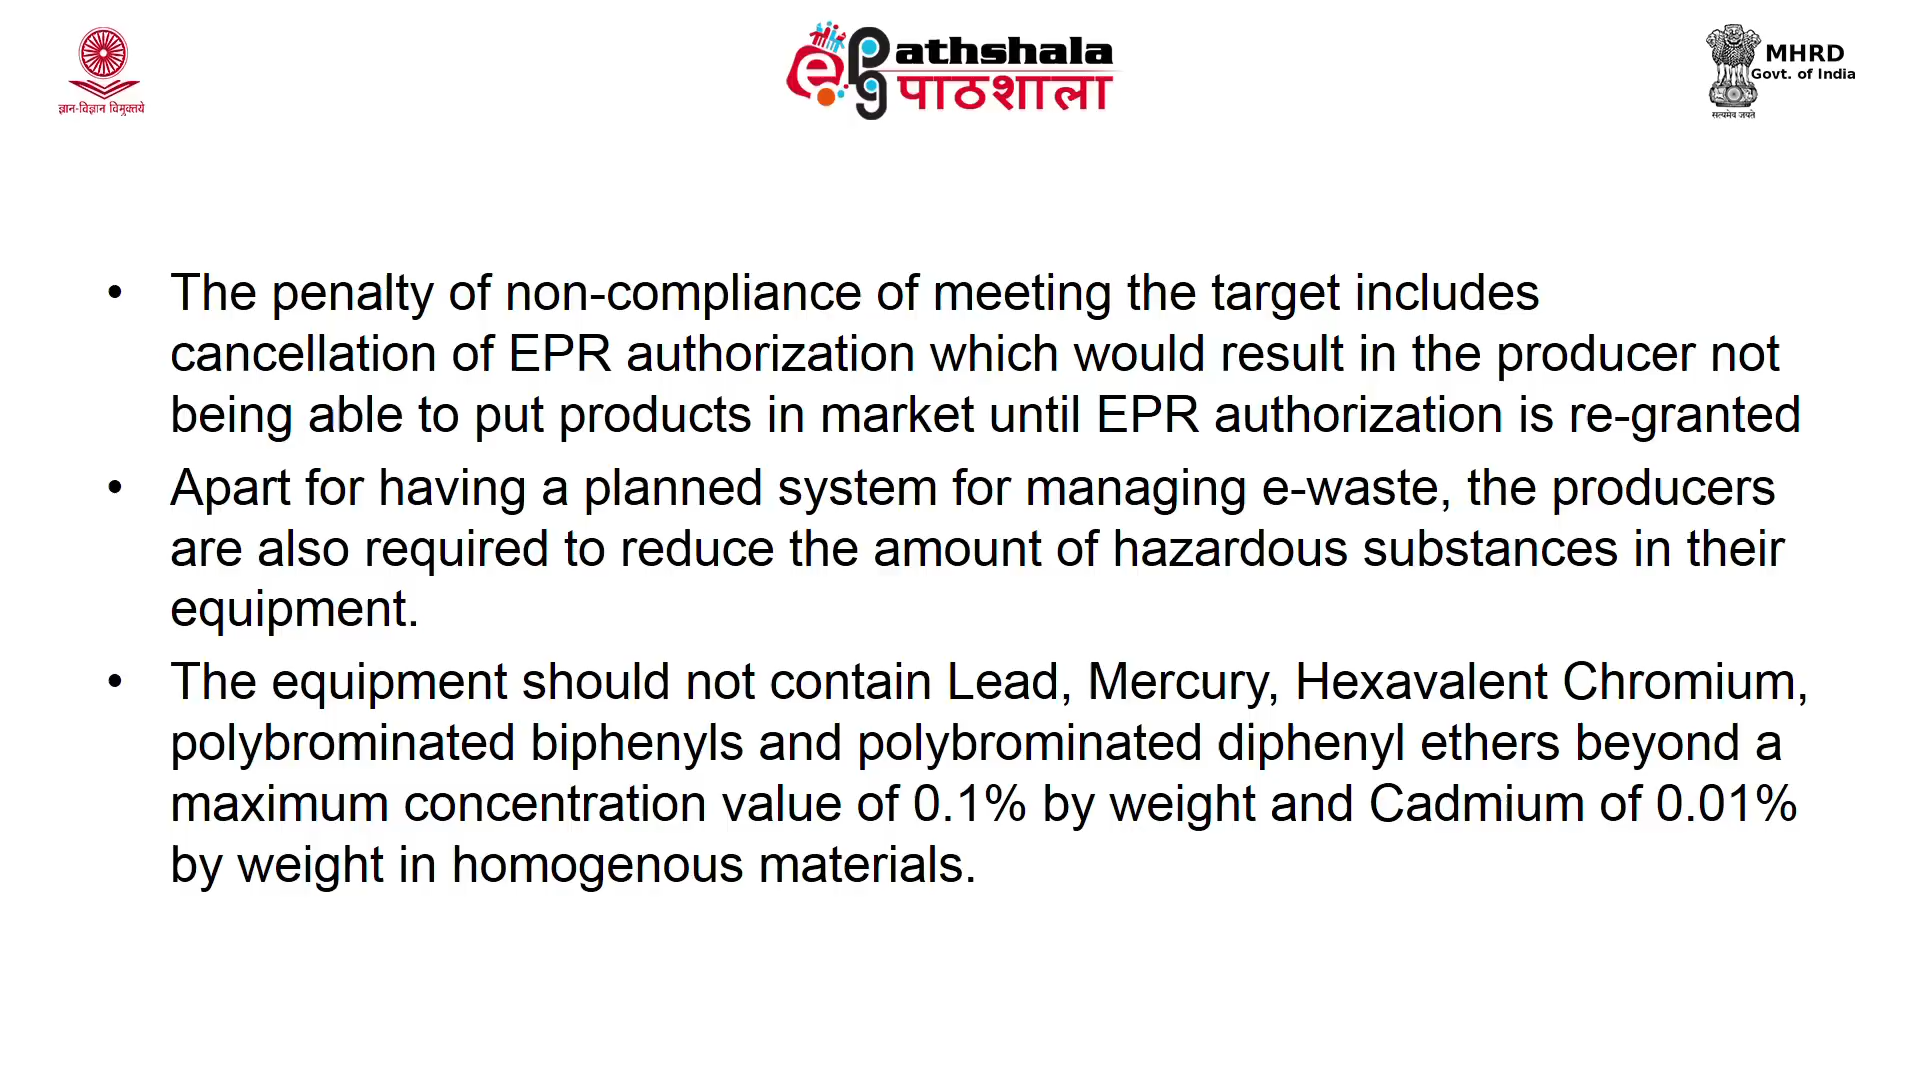 ज्ञान-विज्ञान विमुक्तये
e Pg athshala
पाठशाला
MHRD
Govt. of India
सत्यमेव जयते
• The penalty of non-compliance of meeting the target includes
cancellation of EPR authorization which would result in the producer not
being able to put products in market until EPR authorization is re-granted
• Apart for having a planned system for managing e-waste, the producers
are also required to reduce the amount of hazardous substances in their
equipment.
• The equipment should not contain Lead, Mercury, Hexavalent Chromium,
polybrominated biphenyls and polybrominated diphenyl ethers beyond a
maximum concentration value of 0.1% by weight and Cadmium of 0.01%
by weight in homogenous materials.